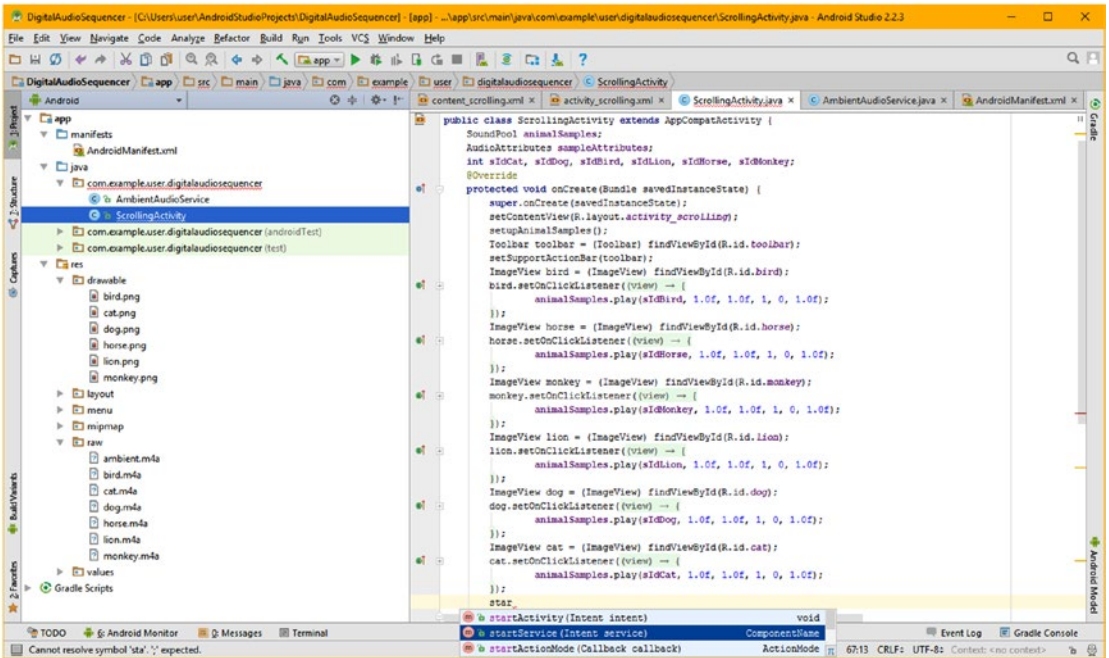 DigitalAudioSequencer - [C:\Users\user\AndroidStudioProjects\DigitalAudioSequencer] - [app] - ...\app\src\main\java\com\example\user\digitalaudiosequencer\ScrollingActivity.java - Android Studio 2.2.3
File Edit View Navigate Code Analyze Refactor Build Run Tools VCS Window Help
app
DigitalAudioSequencer app src main java com example user digitalaudiosequencer ScrollingActivity
Android
content_scrolling.xml × activity_scrolling.xml × ScrollingActivity.java × AmbientAudioService.java × AndroidManifest.xml ×
1: Project
2: Structure
Captures
Build Variants
2: Favorites
app
manifests
AndroidManifest.xml
java
com.example.user.digitalaudiosequencer
AmbientAudioService
ScrollingActivity
com.example.user.digitalaudiosequencer (androidTest)
com.example.user.digitalaudiosequencer (test)
res
drawable
bird.png
cat.png
dog.png
horse.png
lion.png
monkey.png
layout
menu
mipmap
raw
ambient.m4a
bird.m4a
cat.m4a
dog.m4a
horse.m4a
lion.m4a
monkey.m4a
values
Gradle Scripts
public class ScrollingActivity extends AppCompatActivity {
SoundPool animalSamples;
AudioAttributes sampleAttributes;
int sIdCat, sIdDog, sIdBird, sIdLion, sIdHorse, sIdMonkey;
@Override
protected void onCreate(Bundle savedInstanceState) {
super.onCreate(savedInstanceState);
setContentView(R.layout.activity_scrolling);
setupAnimalSamples();
Toolbar toolbar = (Toolbar) findViewById(R.id.toolbar);
setSupportActionBar(toolbar);
ImageView bird = (ImageView) findViewById(R.id.bird);
bird.setOnClickListener((view) → {
animalSamples.play(sIdBird, 1.0f, 1.0f, 1, 0, 1.0f);
});
ImageView horse = (ImageView) findViewById(R.id.horse);
horse.setOnClickListener((view) → {
animalSamples.play(sIdHorse, 1.0f, 1.0f, 1, 0, 1.0f);
});
ImageView monkey = (ImageView) findViewById(R.id.monkey);
monkey.setOnClickListener((view) → {
animalSamples.play(sIdMonkey, 1.0f, 1.0f, 1, 0, 1.0f);
});
ImageView lion = (ImageView) findViewById(R.id.lion);
lion.setOnClickListener((view) → {
animalSamples.play(sIdLion, 1.0f, 1.0f, 1, 0, 1.0f);
});
ImageView dog = (ImageView) findViewById(R.id.dog);
dog.setOnClickListener((view) → {
animalSamples.play(sIdDog, 1.0f, 1.0f, 1, 0, 1.0f);
});
ImageView cat = (ImageView) findViewById(R.id.cat);
cat.setOnClickListener((view) → {
animalSamples.play(sIdCat, 1.0f, 1.0f, 1, 0, 1.0f);
});
star
startActivity(Intent intent) void
startService(Intent service) ComponentName
startActionMode(Callback callback) ActionMode
Gradle
Android Model
TODO 6: Android Monitor 0: Messages Terminal Event Log Gradle Console
Cannot resolve symbol 'sta'. ';' expected. 67:13 CRLF÷ UTF-8÷ Context: <no context>